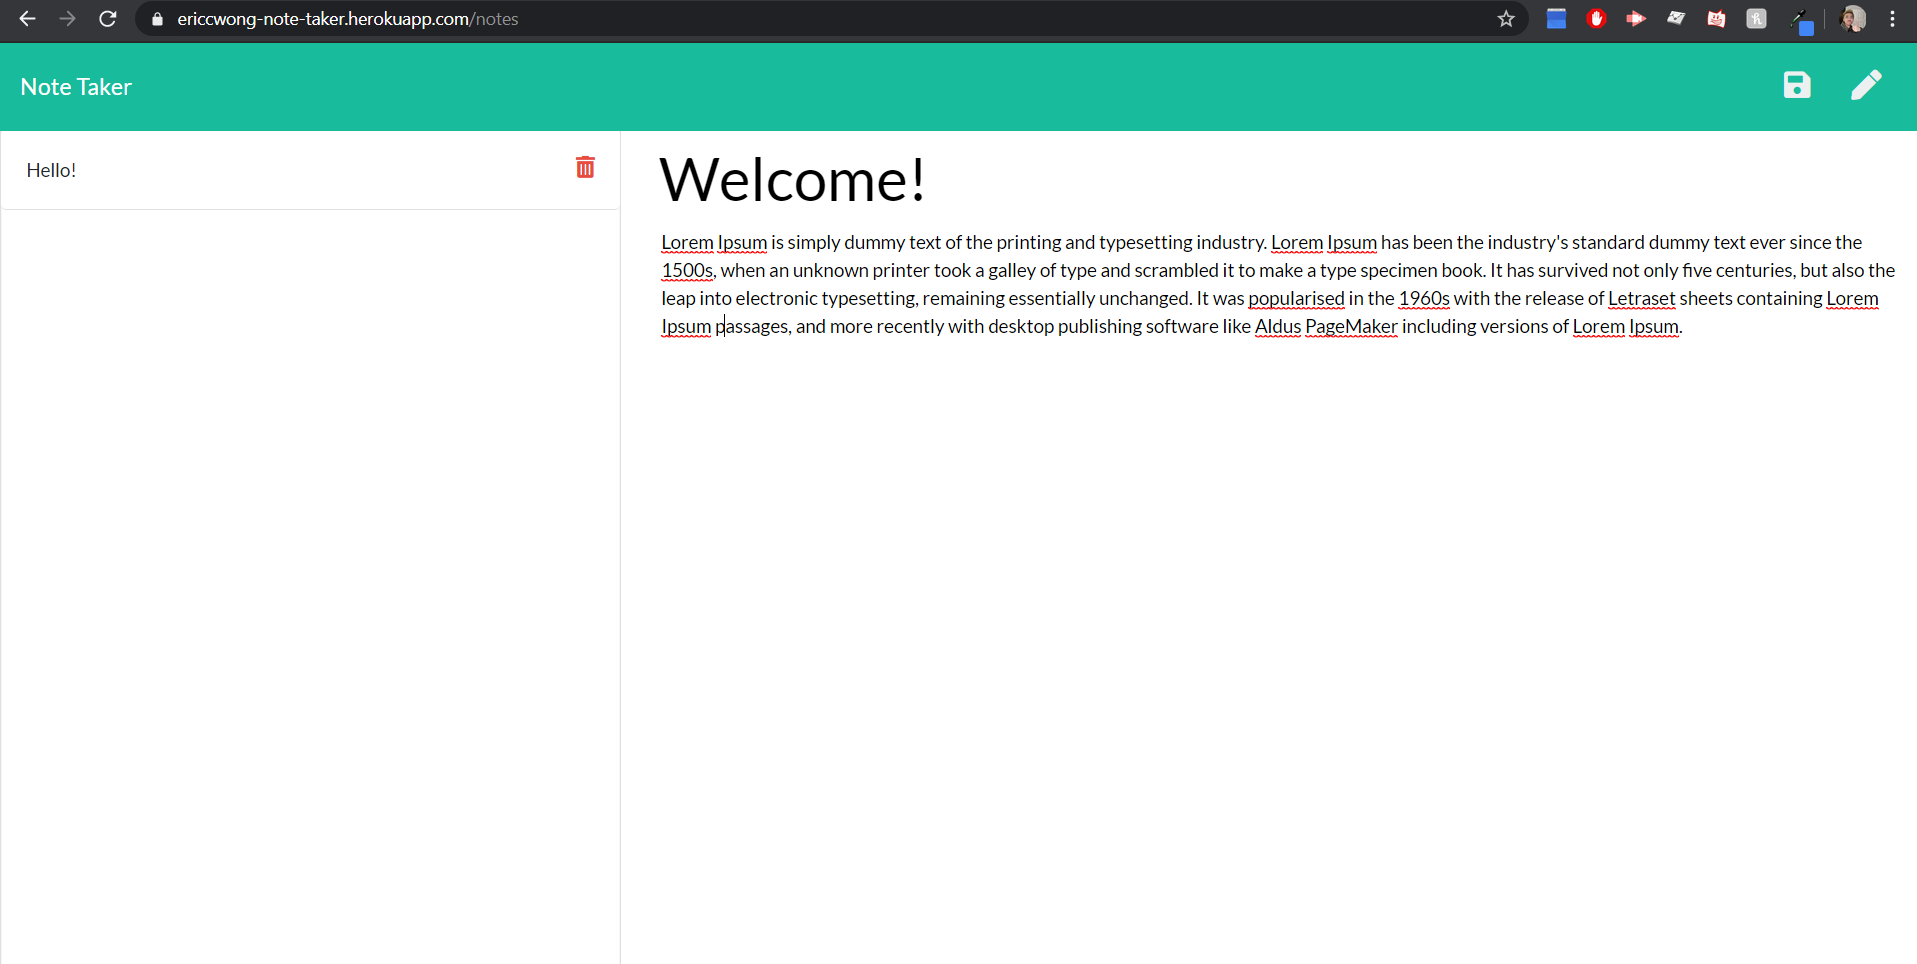 ericcwong-note-taker.herokuapp.com/notes
Note Taker
Hello!
Welcome!
Lorem Ipsum is simply dummy text of the printing and typesetting industry. Lorem Ipsum has been the industry's standard dummy text ever since the
1500s, when an unknown printer took a galley of type and scrambled it to make a type specimen book. It has survived not only five centuries, but also the
leap into electronic typesetting, remaining essentially unchanged. It was popularised in the 1960s with the release of Letraset sheets containing Lorem
Ipsum passages, and more recently with desktop publishing software like Aldus PageMaker including versions of Lorem Ipsum.